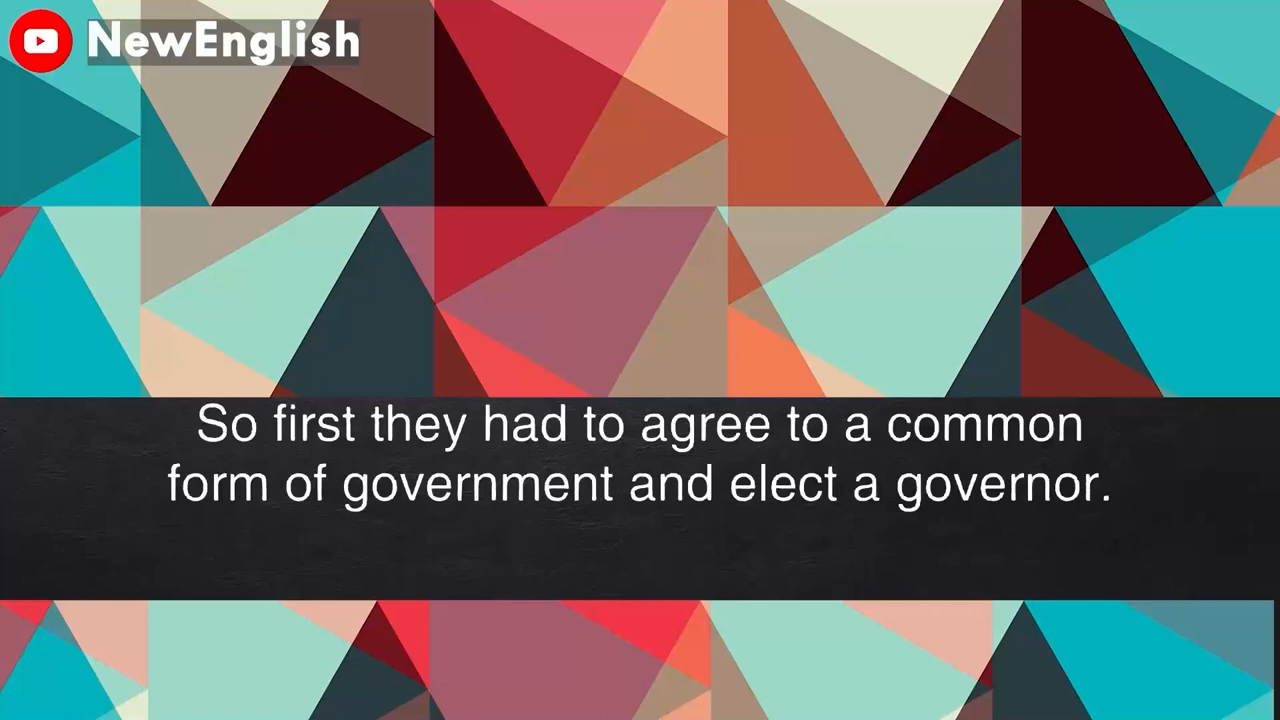 NewEnglish
So first they had to agree to a common
form of government and elect a governor.